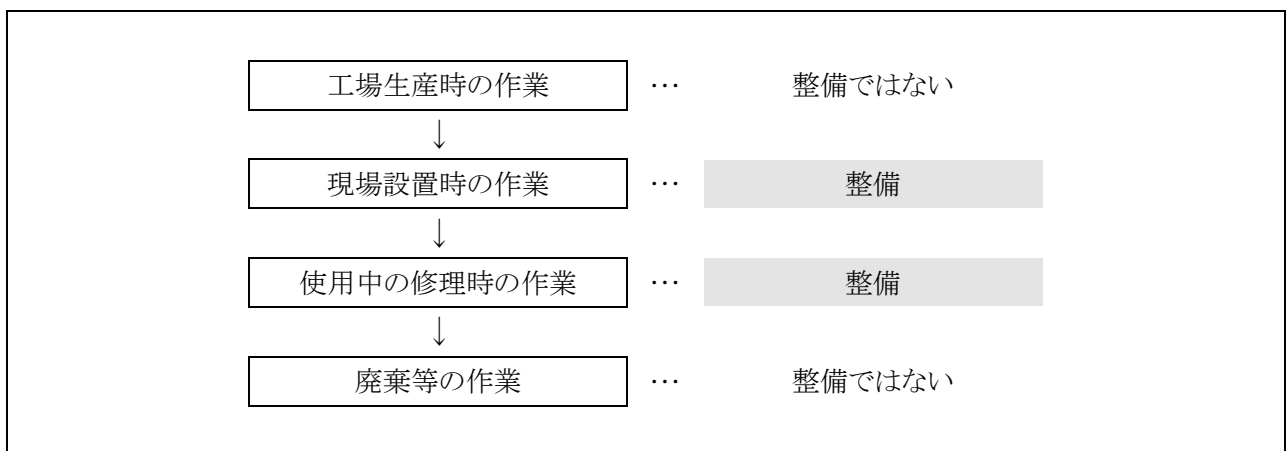 工場生産時の作業 … 整備ではない
↓
現場設置時の作業 … 整備
↓
使用中の修理時の作業 … 整備
↓
廃棄等の作業 … 整備ではない